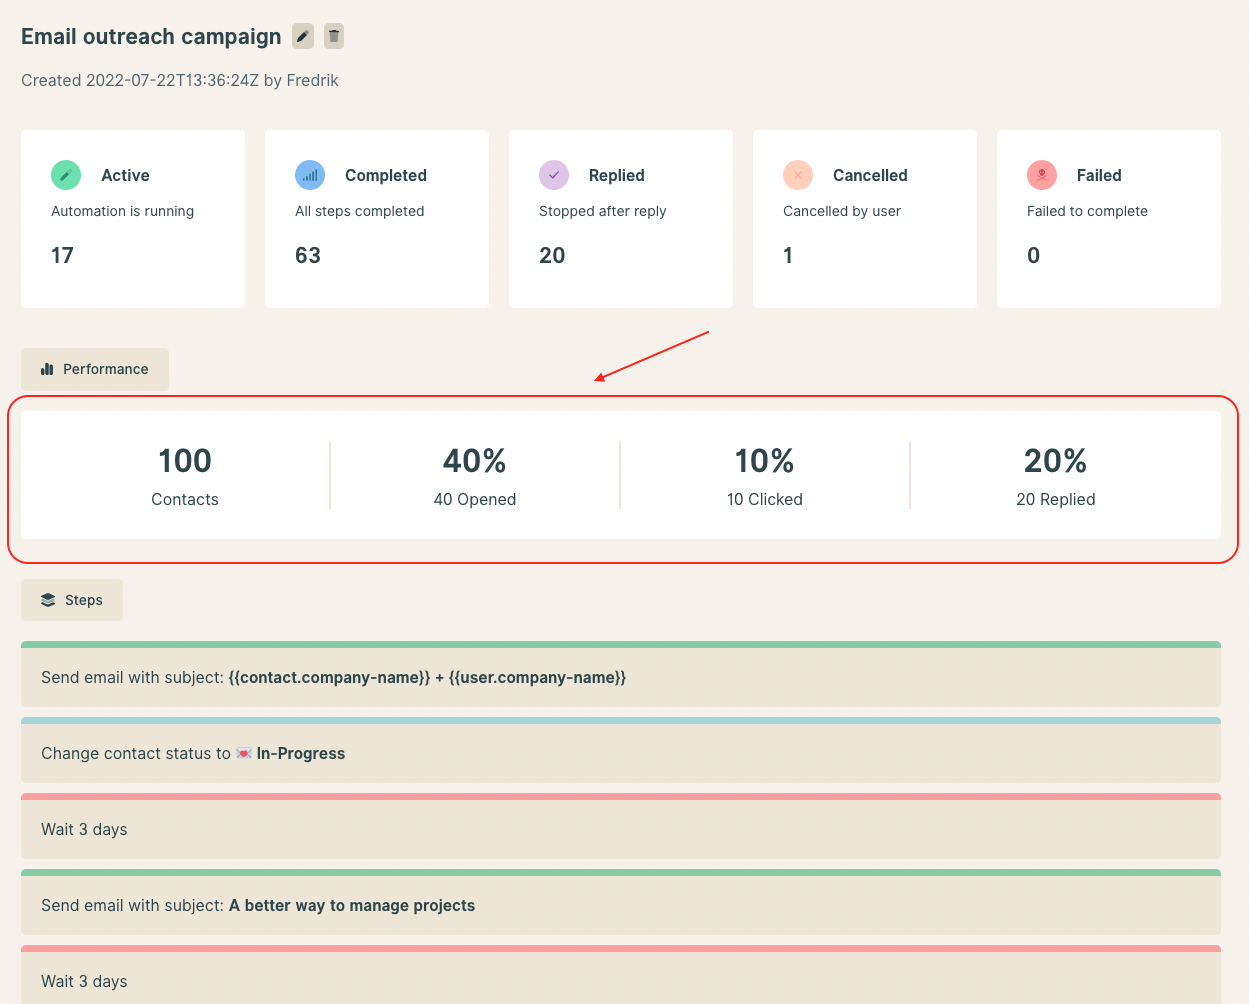 Email outreach campaign
Created 2022-07-22T13:36:24Z by Fredrik
Active
Automation is running
17
Completed
All steps completed
63
Replied
Stopped after reply
20
Cancelled
Cancelled by user
1
Failed
Failed to complete
0
Performance
100
Contacts
40%
40 Opened
10%
10 Clicked
20%
20 Replied
Steps
Send email with subject: {{contact.company-name}} + {{user.company-name}}
Change contact status to 💌 In-Progress
Wait 3 days
Send email with subject: A better way to manage projects
Wait 3 days